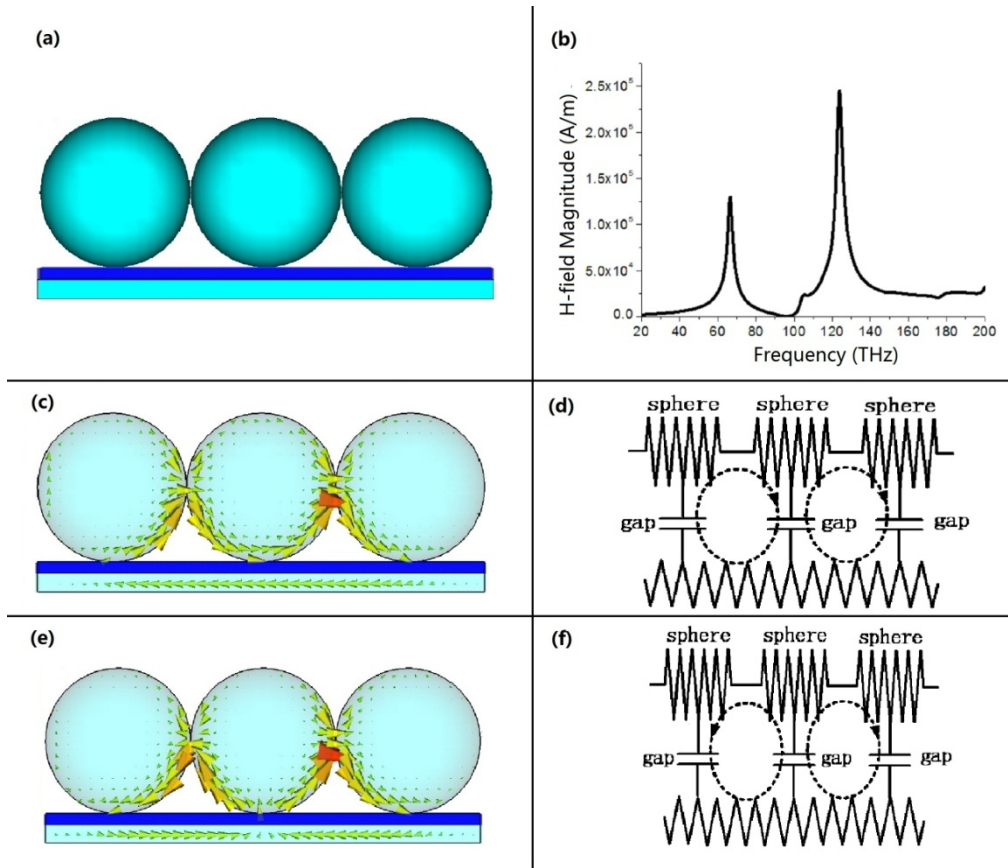 (a)
(b)
2.5x10⁵
2.0x10⁵
1.5x10⁵
1.0x10⁵
5.0x10⁴
0.0
H-field Magnitude (A/m)
20 40 60 80 100 120 140 160 180 200
Frequency (THz)
(c)
(d)
sphere sphere sphere
gap gap gap
(e)
(f)
sphere sphere sphere
gap gap gap